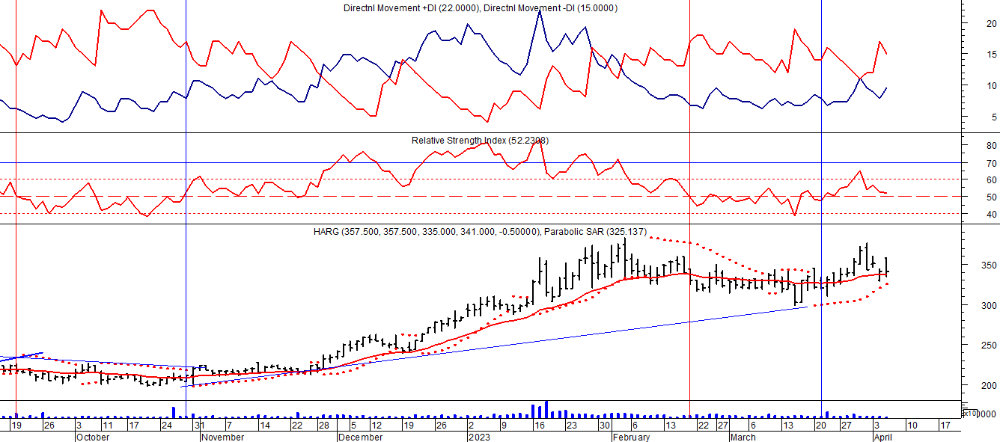 Directnl Movement +DI (22.0000), Directnl Movement -DI (15.0000)
20
15
10
5
Relative Strength Index (52.2308)
80
70
60
50
40
HARG (357.500, 357.500, 335.000, 341.000, -0.50000), Parabolic SAR (325.137)
350
300
250
200
x10 0000
19 26 3 11 17 24 31 7 14 22 28 5 12 19 26 2 9 16 23 30 6 13 22 27 6 13 20 27 3 10 17
October November December 2023 February March April